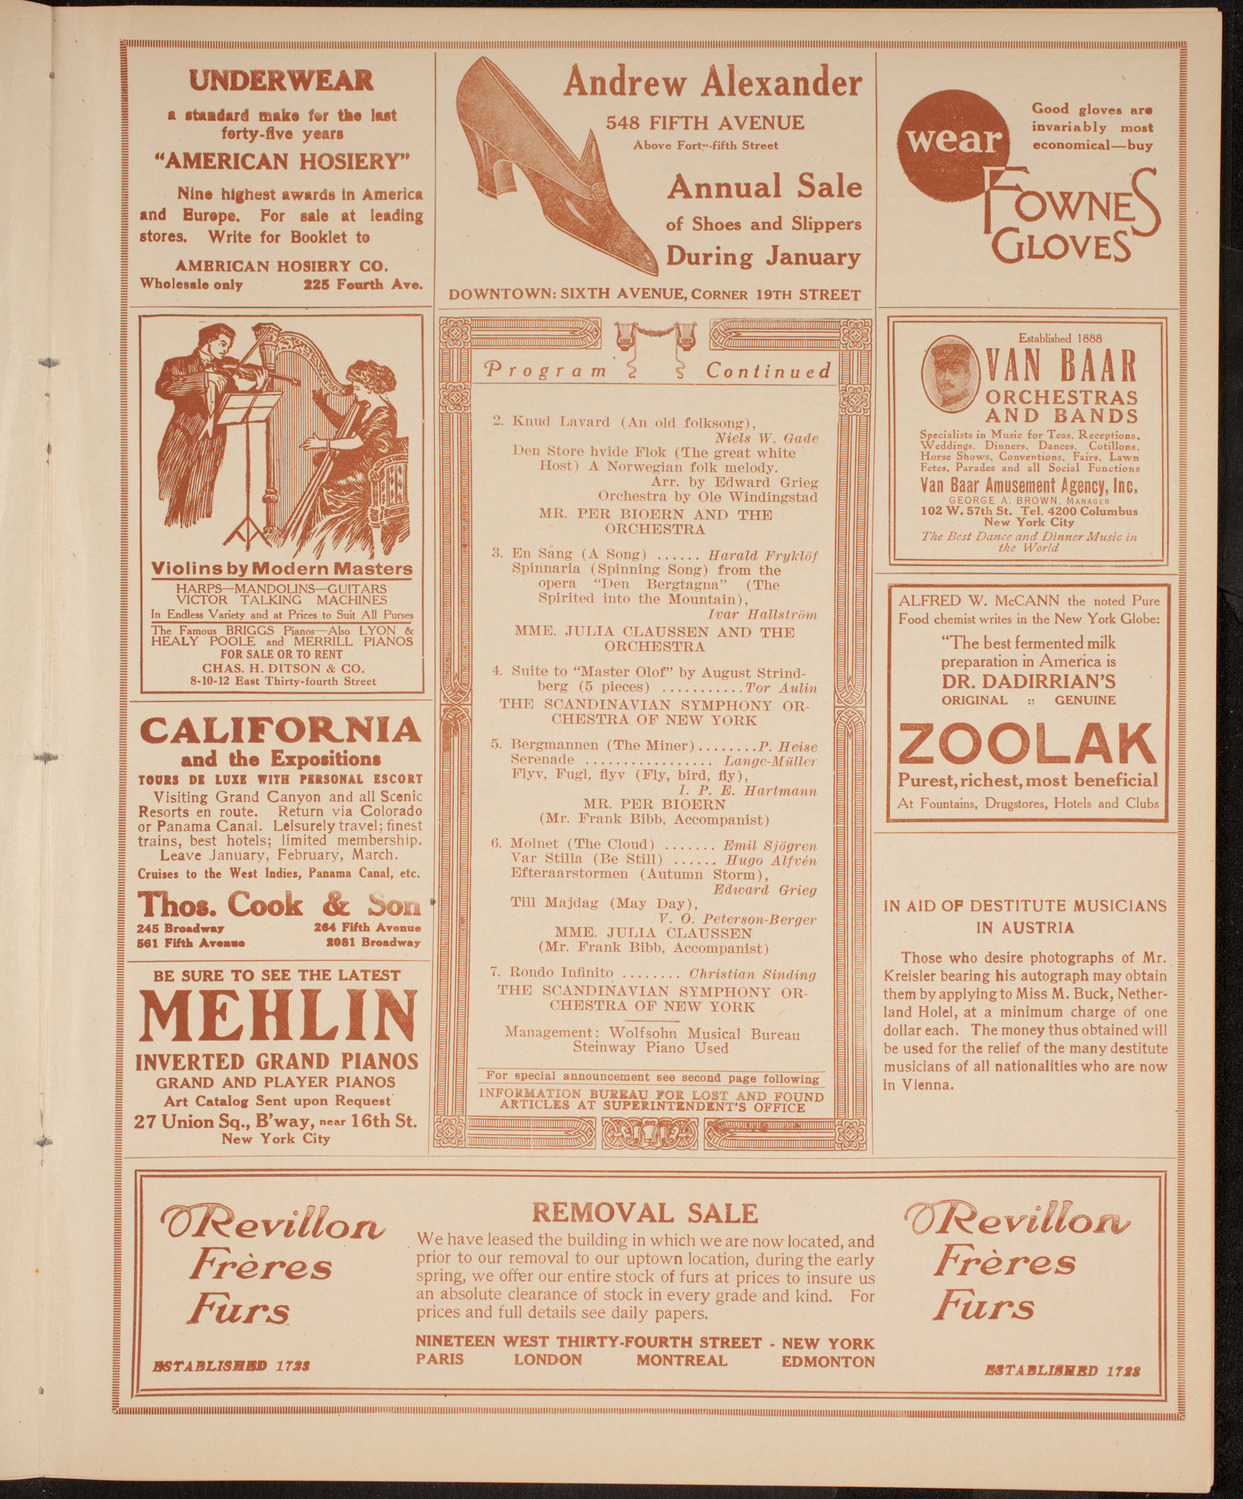 UNDERWEAR
a standard make for the last
forty-five years
"AMERICAN HOSIERY"
Nine highest awards in America
and Europe. For sale at leading
stores. Write for Booklet to
AMERICAN HOSIERY CO.
Wholesale only 225 Fourth Ave.
Andrew Alexander
548 FIFTH AVENUE
Above Forty-fifth Street
Annual Sale
of Shoes and Slippers
During January
DOWNTOWN: SIXTH AVENUE, CORNER 19TH STREET
wear
Good gloves are
invariably most
economical—buy
FOWNES
GLOVES
Violins by Modern Masters
HARPS—MANDOLINS—GUITARS
VICTOR TALKING MACHINES
In Endless Variety and at Prices to Suit All Purses
The Famous BRIGGS Pianos—Also LYON &
HEALY POOLE and MERRILL PIANOS
FOR SALE OR TO RENT
CHAS. H. DITSON & CO.
8-10-12 East Thirty-fourth Street
CALIFORNIA
and the Expositions
TOURS DE LUXE WITH PERSONAL ESCORT
Visiting Grand Canyon and all Scenic
Resorts en route. Return via Colorado
or Panama Canal. Leisurely travel; finest
trains, best hotels; limited membership.
Leave January, February, March.
Cruises to the West Indies, Panama Canal, etc.
Thos. Cook & Son
245 Broadway 264 Fifth Avenue
561 Fifth Avenue 2081 Broadway
BE SURE TO SEE THE LATEST
MEHLIN
INVERTED GRAND PIANOS
GRAND AND PLAYER PIANOS
Art Catalog Sent upon Request
27 Union Sq., B'way, near 16th St.
New York City
Program Continued
2. Knud Lavard (An old folksong),
Niels W. Gade
Den Store hvide Flok (The great white
Host) A Norwegian folk melody.
Arr. by Edward Grieg
Orchestra by Ole Windingstad
MR. PER BIOERN AND THE
ORCHESTRA
3. En Sang (A Song) ...... Harald Fryklöf
Spinnaria (Spinning Song) from the
opera "Den Bergtagna" (The
Spirited into the Mountain),
Ivar Hallström
MME. JULIA CLAUSSEN AND THE
ORCHESTRA
4. Suite to "Master Olof" by August Strind-
berg (5 pieces) ........... Tor Aulin
THE SCANDINAVIAN SYMPHONY OR-
CHESTRA OF NEW YORK
5. Bergmannen (The Miner) ........ P. Heise
Serenade ................ Lange-Müller
Flyv, Fugl, flyv (Fly, bird, fly),
I. P. E. Hartmann
MR. PER BIOERN
(Mr. Frank Bibb, Accompanist)
6. Molnet (The Cloud) ....... Emil Sjögren
Var Stilla (Be Still) ...... Hugo Alfvén
Efteraarstormen (Autumn Storm),
Edward Grieg
Till Majdag (May Day),
V. O. Peterson-Berger
MME. JULIA CLAUSSEN
(Mr. Frank Bibb, Accompanist)
7. Rondo Infinito ........ Christian Sinding
THE SCANDINAVIAN SYMPHONY OR-
CHESTRA OF NEW YORK
Management: Wolfsohn Musical Bureau
Steinway Piano Used
For special announcement see second page following
INFORMATION BUREAU FOR LOST AND FOUND
ARTICLES AT SUPERINTENDENT'S OFFICE
Established 1888
VAN BAAR
ORCHESTRAS
AND BANDS
Specialists in Music for Teas, Receptions,
Weddings, Dinners, Dances, Cotillons,
Horse Shows, Conventions, Fairs, Lawn
Fetes, Parades and all Social Functions
Van Baar Amusement Agency, Inc.
GEORGE A. BROWN, MANAGER
102 W. 57th St. Tel. 4200 Columbus
New York City
The Best Dance and Dinner Music in
the World
ALFRED W. McCANN the noted Pure
Food chemist writes in the New York Globe:
"The best fermented milk
preparation in America is
DR. DADIRRIAN'S
ORIGINAL :: GENUINE
ZOOLAK
Purest, richest, most beneficial
At Fountains, Drugstores, Hotels and Clubs
IN AID OF DESTITUTE MUSICIANS
IN AUSTRIA
Those who desire photographs of Mr.
Kreisler bearing his autograph may obtain
them by applying to Miss M. Buck, Nether-
land Holel, at a minimum charge of one
dollar each. The money thus obtained will
be used for the relief of the many destitute
musicians of all nationalities who are now
in Vienna.
Revillon
Frères
Furs
ESTABLISHED 1723
REMOVAL SALE
We have leased the building in which we are now located, and
prior to our removal to our uptown location, during the early
spring, we offer our entire stock of furs at prices to insure us
an absolute clearance of stock in every grade and kind. For
prices and full details see daily papers.
NINETEEN WEST THIRTY-FOURTH STREET - NEW YORK
PARIS LONDON MONTREAL EDMONTON
Revillon
Frères
Furs
ESTABLISHED 1723